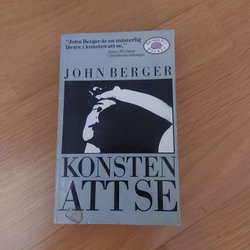 "John Berger är en mästerlig
lärare i konsten att se."
JOHN BERGER
KONSTEN
ATT SE